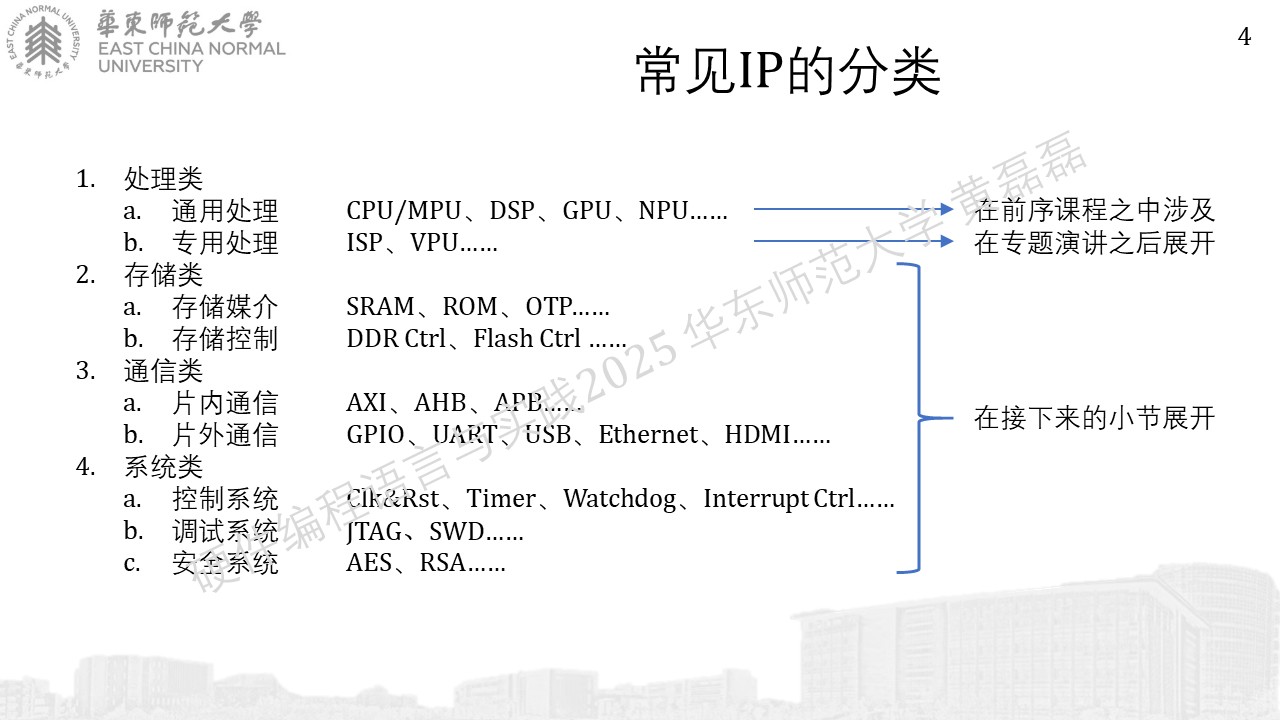 華東師範大學
EAST CHINA NORMAL
UNIVERSITY
EAST CHINA NORMAL UNIVERSITY
華東師範大學
4
常见IP的分类
1. 处理类
a. 通用处理 CPU/MPU、DSP、GPU、NPU…… 在前序课程之中涉及
b. 专用处理 ISP、VPU…… 在专题演讲之后展开
2. 存储类
a. 存储媒介 SRAM、ROM、OTP……
b. 存储控制 DDR Ctrl、Flash Ctrl ……
3. 通信类
a. 片内通信 AXI、AHB、APB……
在接下来的小节展开
b. 片外通信 GPIO、UART、USB、Ethernet、HDMI……
4. 系统类
a. 控制系统 Clk&Rst、Timer、Watchdog、Interrupt Ctrl……
b. 调试系统 JTAG、SWD……
c. 安全系统 AES、RSA……
硬件编程语言与实践2025 华东师范大学 黄磊磊